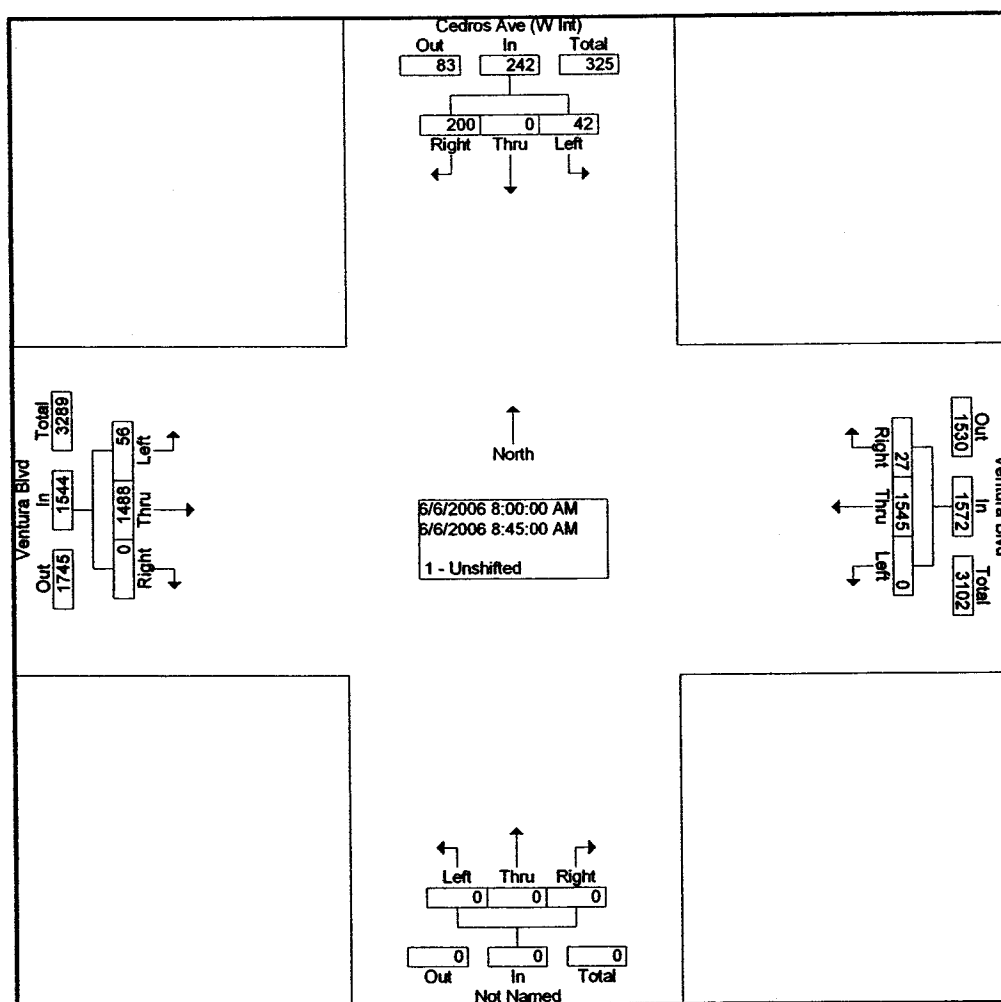 Cedros Ave (W Int)
Out In Total
83 242 325
200 0 42
Right Thru Left
Ventura Blvd
Total In Out
3289 1544 1745
56 1488 0
Left Thru Right
North
6/6/2006 8:00:00 AM
6/6/2006 8:45:00 AM
1 - Unshifted
Right Thru Left
27 1545 0
1530 1572 3102
Out In Total
Ventura Blvd
Left Thru Right
0 0 0
0 0 0
Out In Total
Not Named